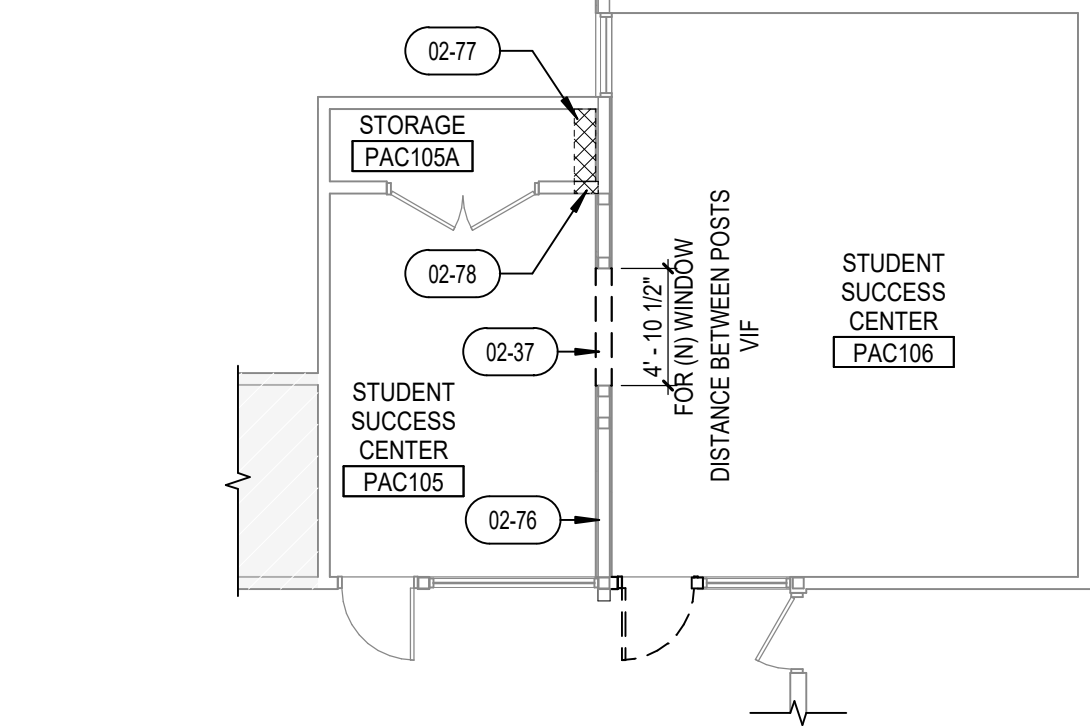 02-77
STORAGE
PAC105A
02-78
02-37
4' - 10 1/2"
FOR (N) WINDOW
DISTANCE BETWEEN POSTS
VIF
STUDENT
SUCCESS
CENTER
PAC106
STUDENT
SUCCESS
CENTER
PAC105
02-76